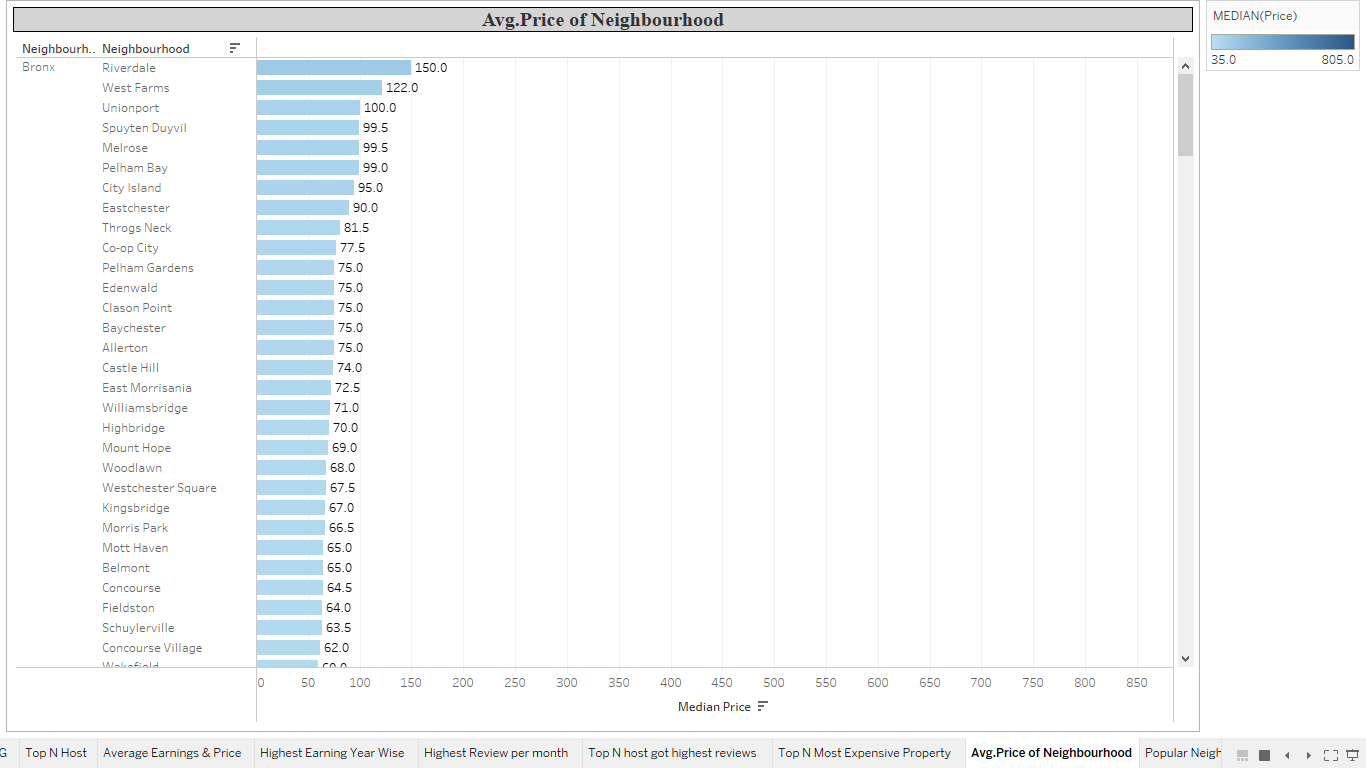 Avg.Price of Neighbourhood
MEDIAN(Price)
35.0 805.0
Neighbourh.. Neighbourhood
Bronx Riverdale 150.0
West Farms 122.0
Unionport 100.0
Spuyten Duyvil 99.5
Melrose 99.5
Pelham Bay 99.0
City Island 95.0
Eastchester 90.0
Throgs Neck 81.5
Co-op City 77.5
Pelham Gardens 75.0
Edenwald 75.0
Clason Point 75.0
Baychester 75.0
Allerton 75.0
Castle Hill 74.0
East Morrisania 72.5
Williamsbridge 71.0
Highbridge 70.0
Mount Hope 69.0
Woodlawn 68.0
Westchester Square 67.5
Kingsbridge 67.0
Morris Park 66.5
Mott Haven 65.0
Belmont 65.0
Concourse 64.5
Fieldston 64.0
Schuylerville 63.5
Concourse Village 62.0
Wakefield 60.0
0 50 100 150 200 250 300 350 400 450 500 550 600 650 700 750 800 850
Median Price
G Top N Host Average Earnings & Price Highest Earning Year Wise Highest Review per month Top N host got highest reviews Top N Most Expensive Property Avg.Price of Neighbourhood Popular Neigh